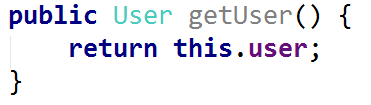 public User getUser() {
    return this.user;
}